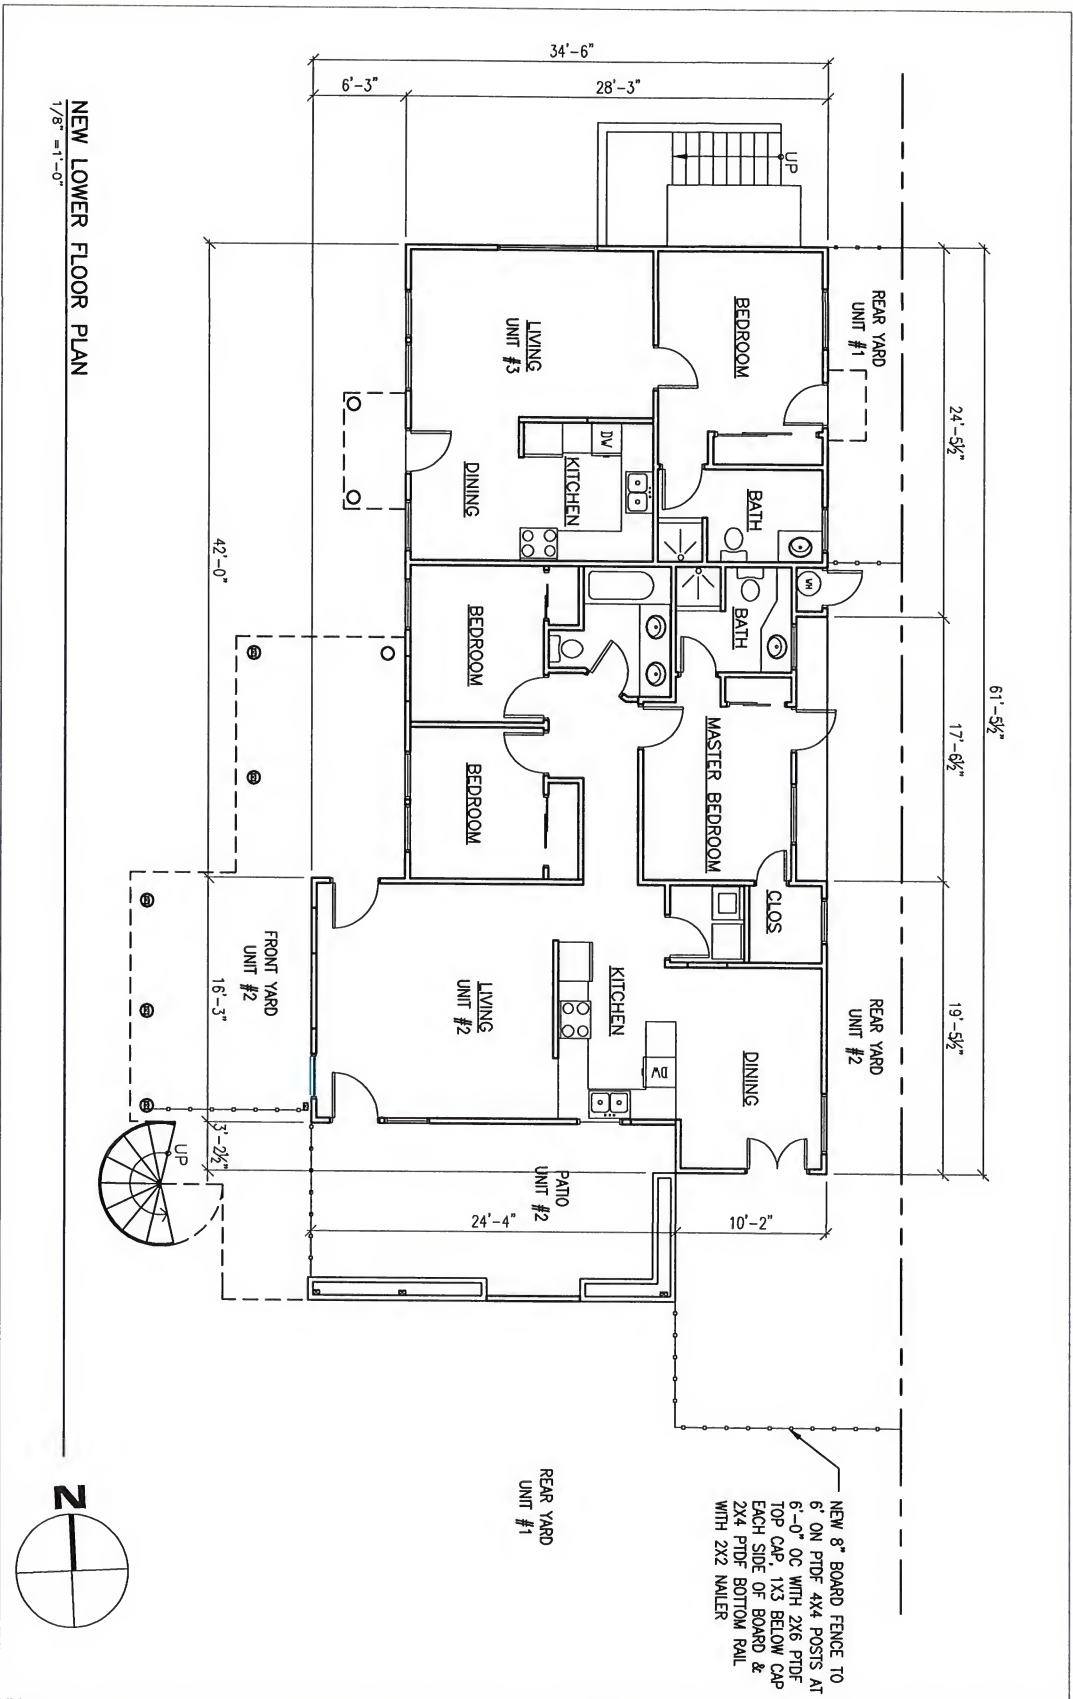 NEW LOWER FLOOR PLAN
1/8" =1'-0"
34'-6"
6'-3"
28'-3"
UP
REAR YARD
UNIT #1
24'-5½"
61'-5½"
17'-6½"
19'-5½"
BEDROOM
LIVING
UNIT #3
DW
KITCHEN
DINING
BATH
WH
BATH
42'-0"
BEDROOM
BEDROOM
MASTER BEDROOM
CLOS
REAR YARD
UNIT #2
FRONT YARD
UNIT #2
16'-3"
LIVING
UNIT #2
KITCHEN
DW
DINING
3'-2½"
UP
PATIO
UNIT #2
24'-4"
10'-2"
REAR YARD
UNIT #1
NEW 8" BOARD FENCE TO
6' ON PTDF 4X4 POSTS AT
6'-0" OC WITH 2X6 PTDF
TOP CAP, 1X3 BELOW CAP
EACH SIDE OF BOARD &
2X4 PTDF BOTTOM RAIL
WITH 2X2 NAILER
N